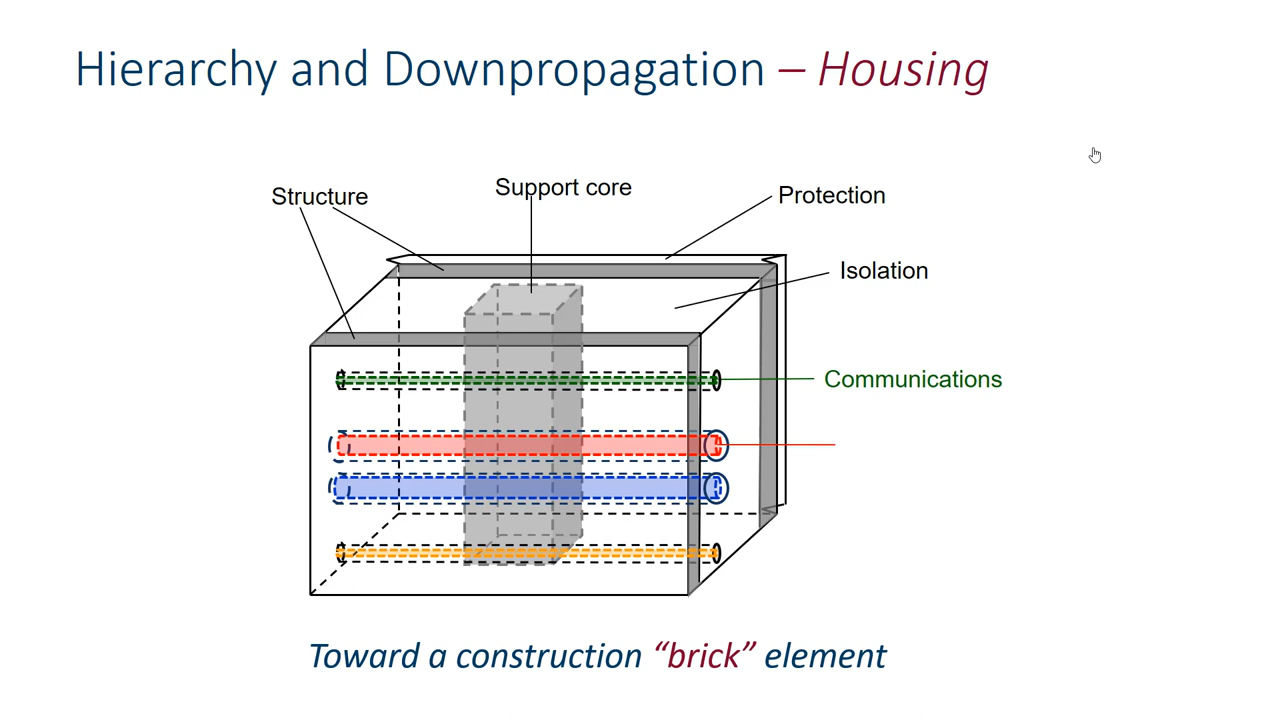 Hierarchy and Downpropagation – Housing
Structure
Support core
Protection
Isolation
Communications
Toward a construction “brick” element